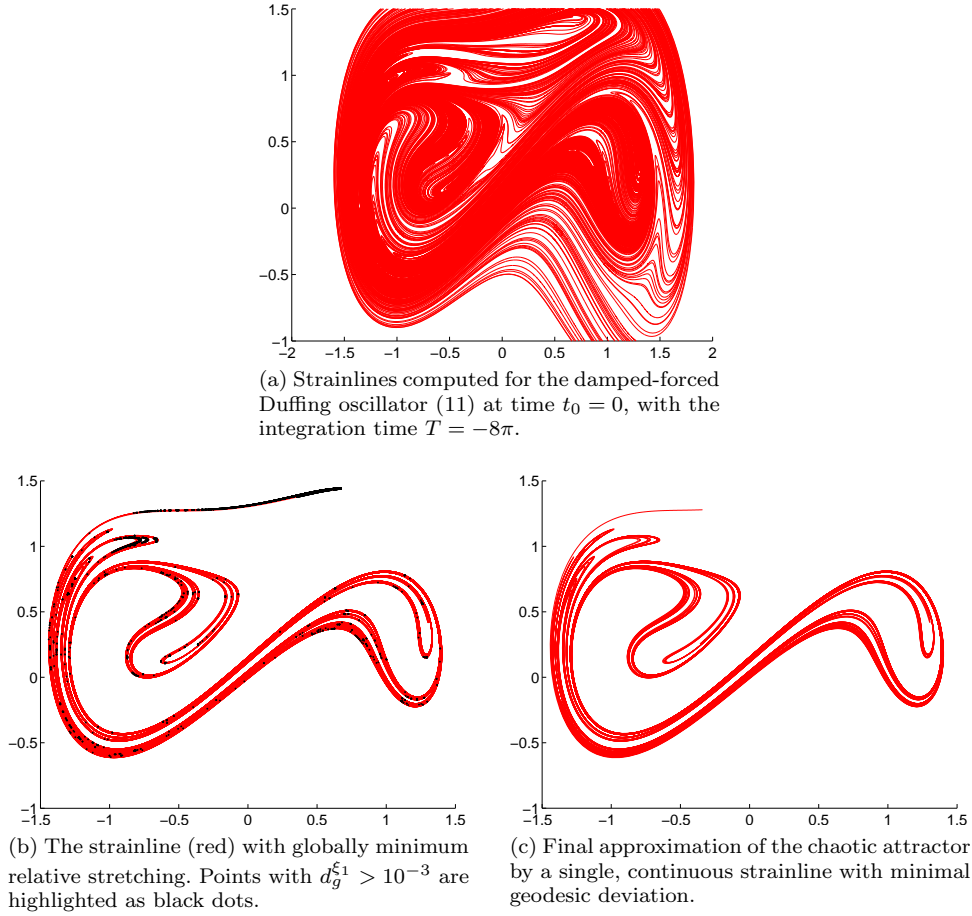 1.5
1
0.5
0
−0.5
−1
−2 −1.5 −1 −0.5 0 0.5 1 1.5 2
(a) Strainlines computed for the damped-forced
Duffing oscillator (11) at time t₀ = 0, with the
integration time T = −8π.
1.5
1
0.5
0
−0.5
−1
−1.5 −1 −0.5 0 0.5 1 1.5
(b) The strainline (red) with globally minimum
relative stretching. Points with d_g^{ξ₁} > 10⁻³ are
highlighted as black dots.
1.5
1
0.5
0
−0.5
−1
−1.5 −1 −0.5 0 0.5 1 1.5
(c) Final approximation of the chaotic attractor
by a single, continuous strainline with minimal
geodesic deviation.